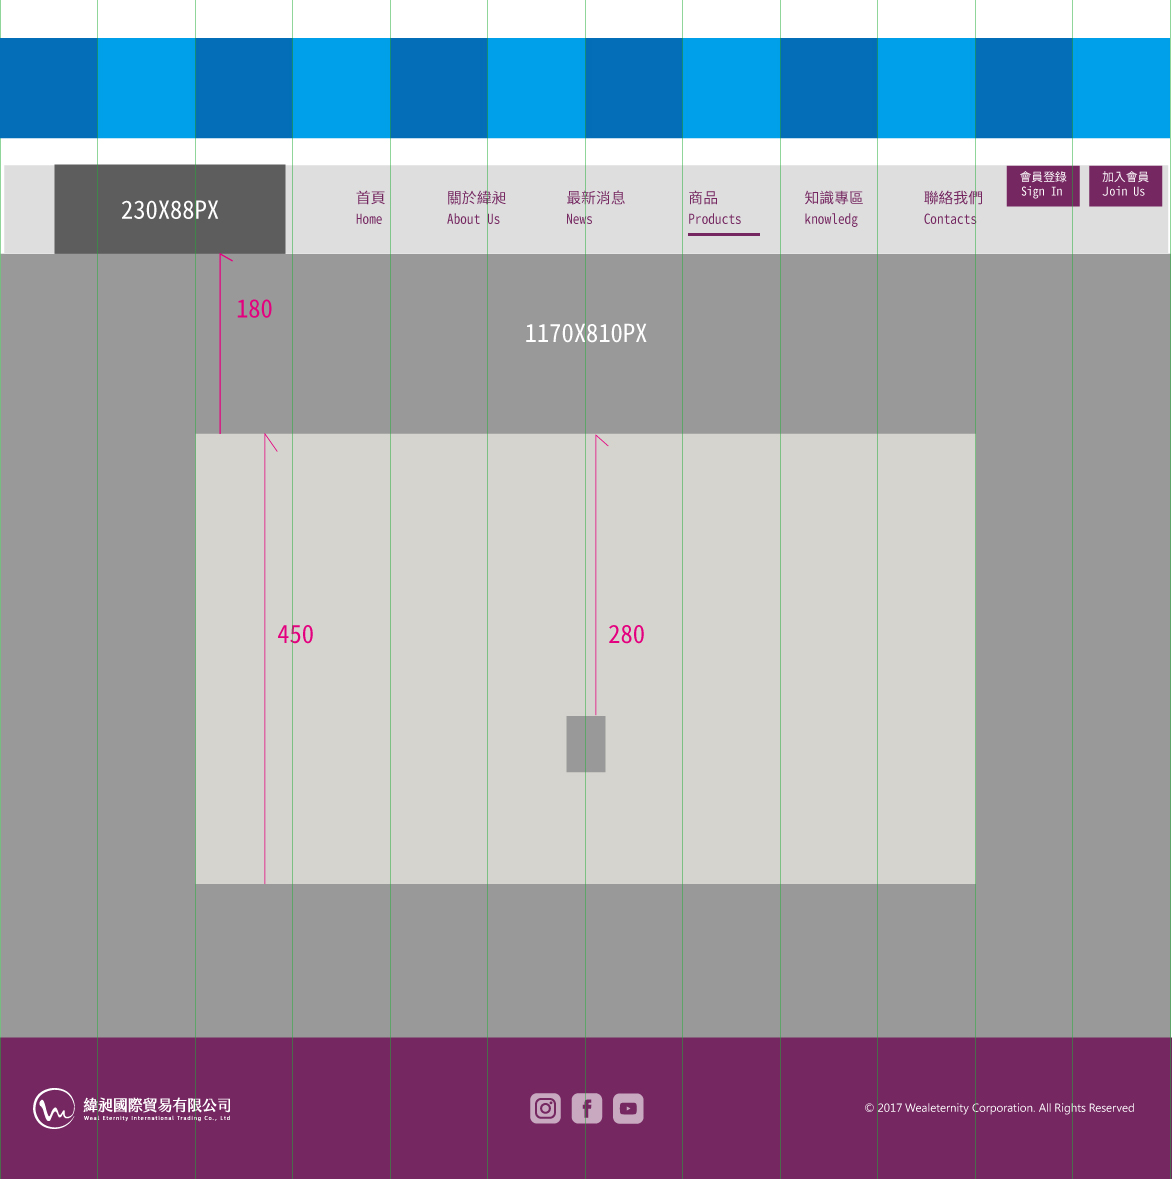 230X88PX
首頁
Home
關於緯昶
About Us
最新消息
News
商品
Products
知識專區
knowledg
聯絡我們
Contacts
會員登錄
Sign In
加入會員
Join Us
180
1170X810PX
450
280
緯昶國際貿易有限公司
Weal Eternity International Trading Co., Ltd
© 2017 Wealeternity Corporation. All Rights Reserved